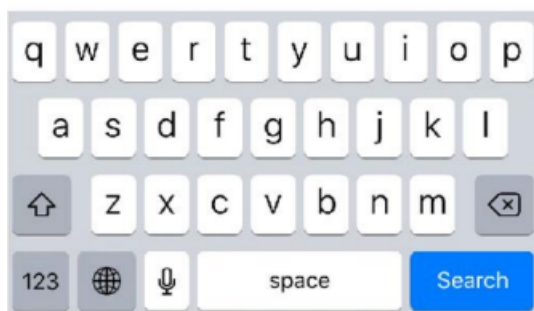 q w e r t y u i o p
a s d f g h j k l
z x c v b n m
123 space Search